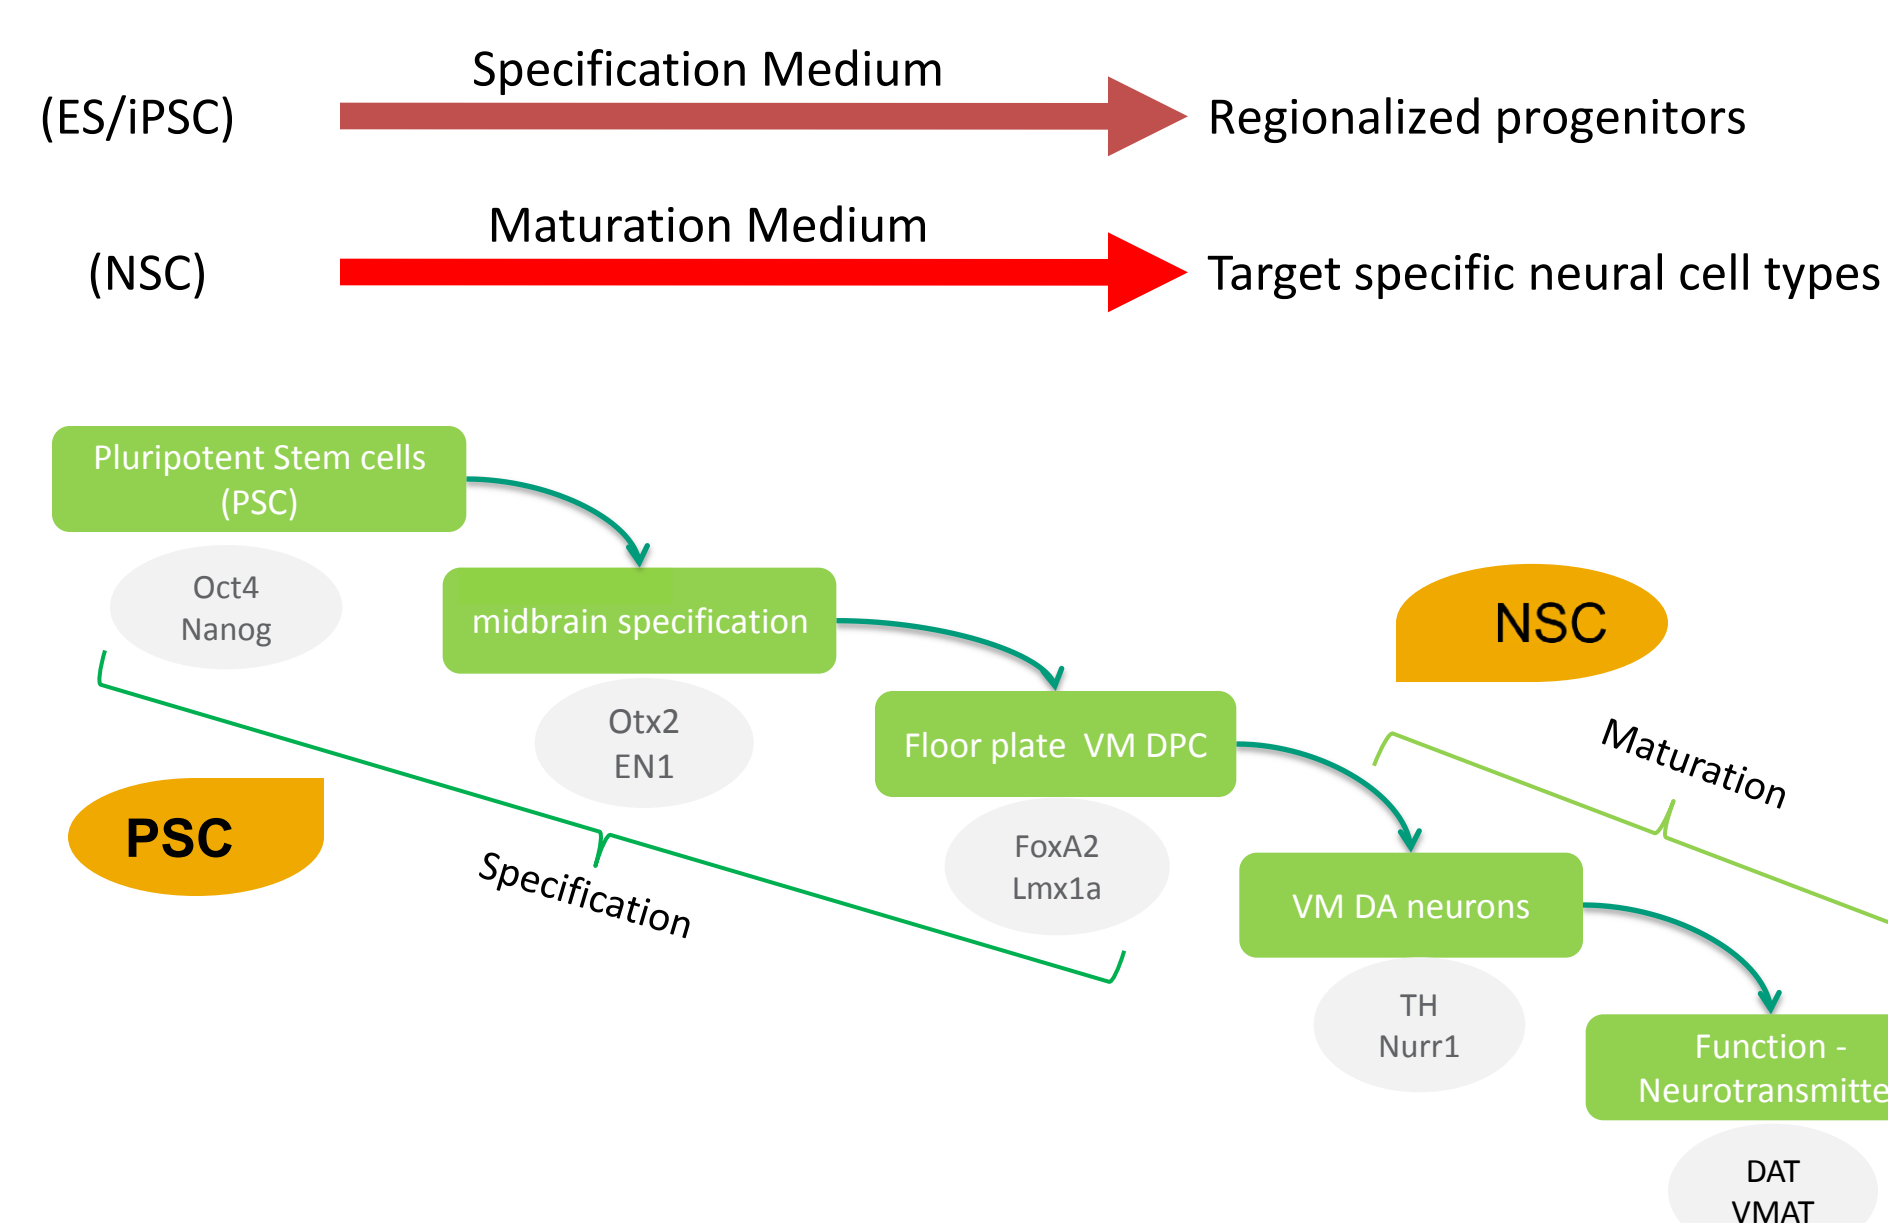 Specification Medium
(ES/iPSC)
Regionalized progenitors
Maturation Medium
(NSC)
Target specific neural cell types
Pluripotent Stem cells
(PSC)
Oct4
Nanog
midbrain specification
Otx2
EN1
NSC
Floor plate  VM DPC
FoxA2
Lmx1a
Maturation
PSC
Specification
VM DA neurons
TH
Nurr1
Function -
Neurotransmitte
DAT
VMAT